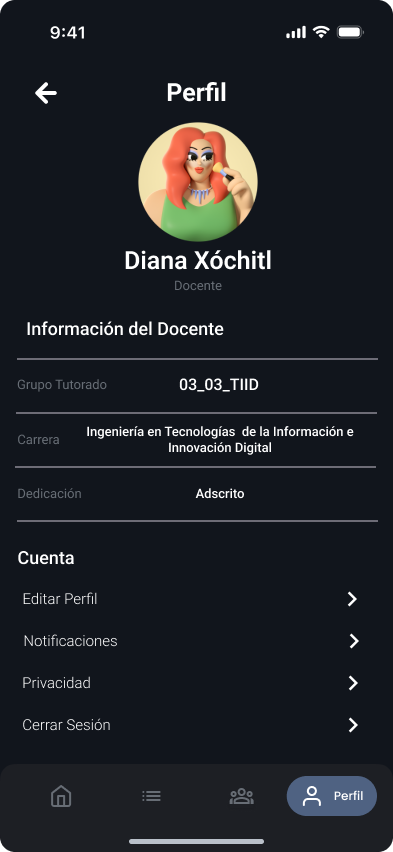 9:41
Perfil
Diana Xóchitl
Docente
Información del Docente
Grupo Tutorado 03_03_TIID
Carrera
Ingeniería en Tecnologías de la Información e
Innovación Digital
Dedicación Adscrito
Cuenta
Editar Perfil
Notificaciones
Privacidad
Cerrar Sesión
Perfil